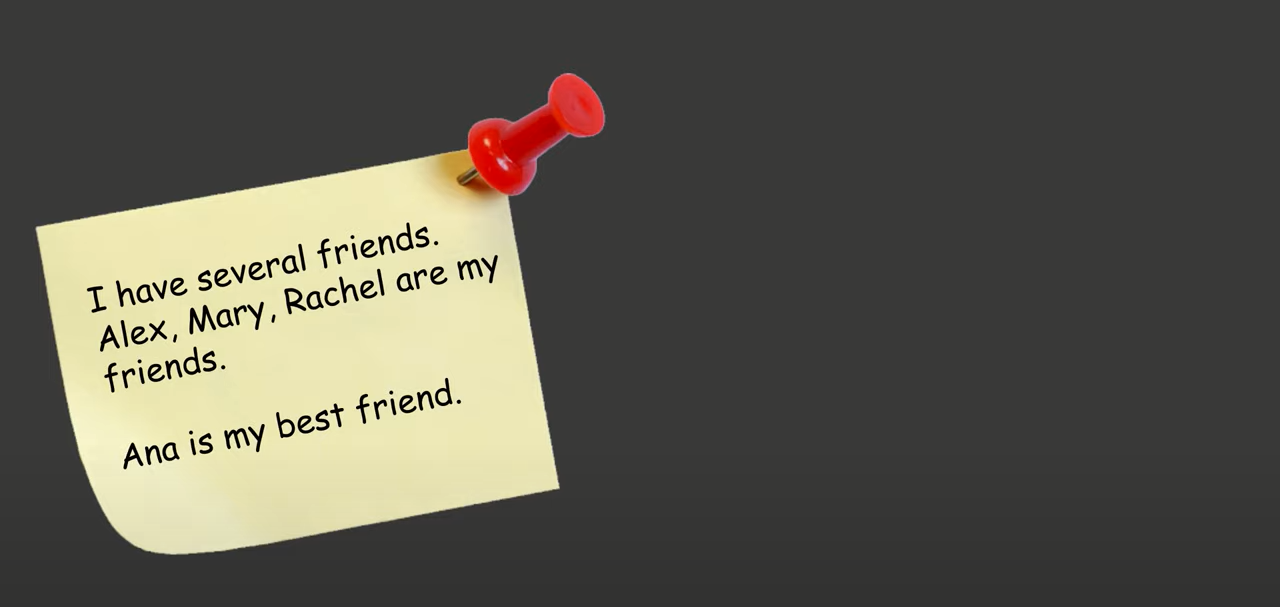 I have several friends.
Alex, Mary, Rachel are my
friends.
Ana is my best friend.